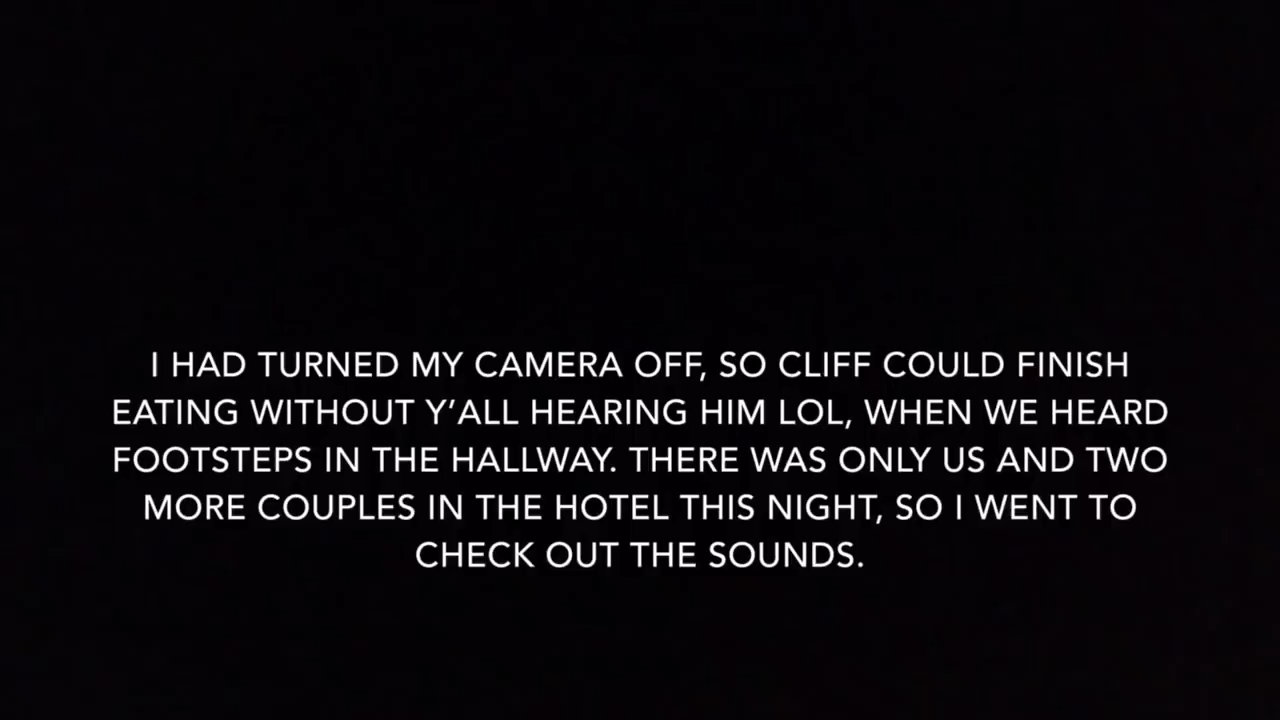 I HAD TURNED MY CAMERA OFF, SO CLIFF COULD FINISH
EATING WITHOUT Y’ALL HEARING HIM LOL, WHEN WE HEARD
FOOTSTEPS IN THE HALLWAY. THERE WAS ONLY US AND TWO
MORE COUPLES IN THE HOTEL THIS NIGHT, SO I WENT TO
CHECK OUT THE SOUNDS.